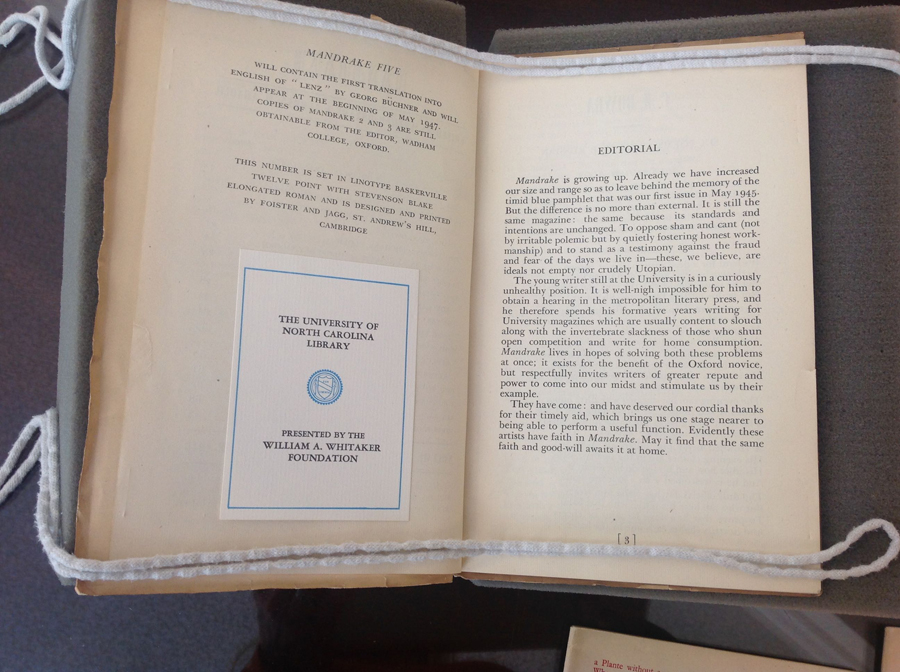 MANDRAKE FIVE
WILL CONTAIN THE FIRST TRANSLATION INTO
ENGLISH OF "LENZ" BY GEORG BÜCHNER AND WILL
APPEAR AT THE BEGINNING OF MAY 1947.
COPIES OF MANDRAKE 2 AND 3 ARE STILL
OBTAINABLE FROM THE EDITOR, WADHAM
COLLEGE, OXFORD.
THIS NUMBER IS SET IN LINOTYPE BASKERVILLE
TWELVE POINT WITH STEVENSON BLAKE
ELONGATED ROMAN AND IS DESIGNED AND PRINTED
BY FOISTER AND JAGG, ST. ANDREW'S HILL,
CAMBRIDGE
THE UNIVERSITY OF
NORTH CAROLINA
LIBRARY
PRESENTED BY THE
WILLIAM A. WHITAKER
FOUNDATION
EDITORIAL
Mandrake is growing up. Already we have increased
our size and range so as to leave behind the memory of the
timid blue pamphlet that was our first issue in May 1945.
But the difference is no more than external. It is still the
same magazine: the same because its standards and
intentions are unchanged. To oppose sham and cant (not
by irritable polemic but by quietly fostering honest work-
manship) and to stand as a testimony against the fraud
and fear of the days we live in—these, we believe, are
ideals not empty nor crudely Utopian.
The young writer still at the University is in a curiously
unhealthy position. It is well-nigh impossible for him to
obtain a hearing in the metropolitan literary press, and
he therefore spends his formative years writing for
University magazines which are usually content to slouch
along with the invertebrate slackness of those who shun
open competition and write for home consumption.
Mandrake lives in hopes of solving both these problems
at once; it exists for the benefit of the Oxford novice,
but respectfully invites writers of greater repute and
power to come into our midst and stimulate us by their
example.
They have come: and have deserved our cordial thanks
for their timely aid, which brings us one stage nearer to
being able to perform a useful function. Evidently these
artists have faith in Mandrake. May it find that the same
faith and good-will awaits it at home.
[3]
a Plante without